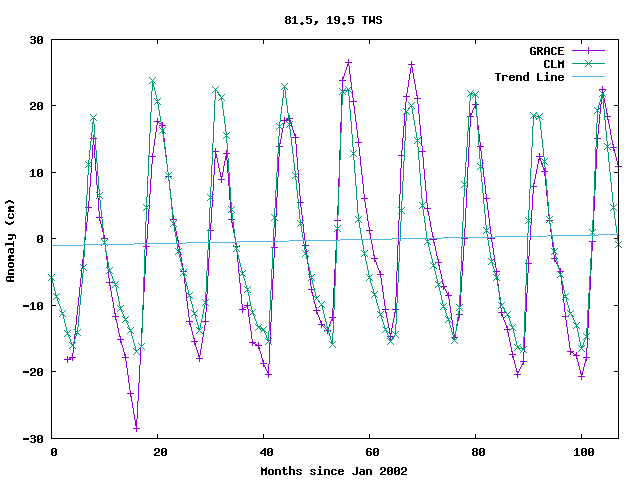 81.5, 19.5 TWS
GRACE
CLM
Trend Line
30
20
10
0
-10
-20
-30
Anomaly (cm)
0 20 40 60 80 100
Months since Jan 2002